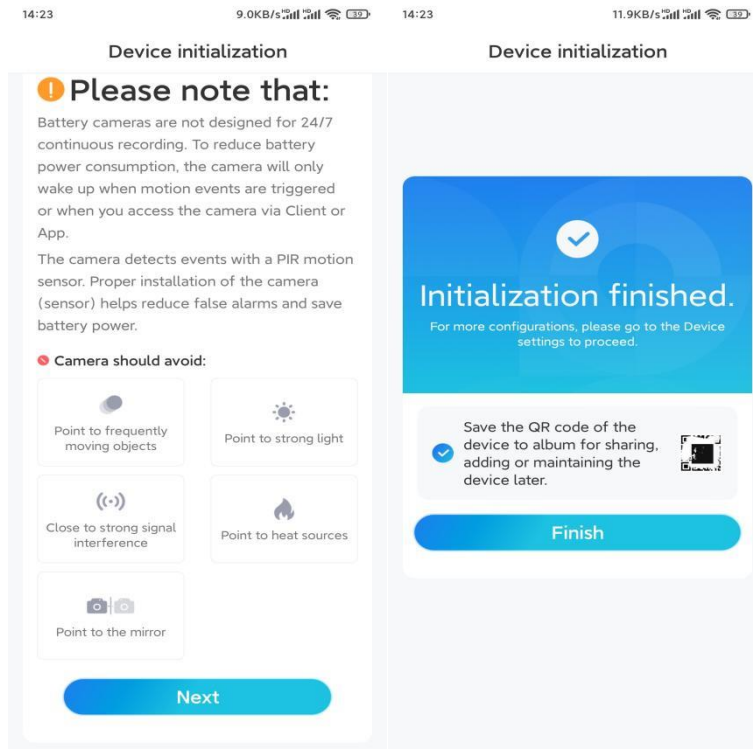 14:23
9.0KB/s
HD
HD
39
Device initialization
Please note that:
Battery cameras are not designed for 24/7
continuous recording. To reduce battery
power consumption, the camera will only
wake up when motion events are triggered
or when you access the camera via Client or
App.
The camera detects events with a PIR motion
sensor. Proper installation of the camera
(sensor) helps reduce false alarms and save
battery power.
Camera should avoid:
Point to frequently
moving objects
Point to strong light
Close to strong signal
interference
Point to heat sources
Point to the mirror
Next
14:23
11.9KB/s
HD
HD
39
Device initialization
Initialization finished.
For more configurations, please go to the Device
settings to proceed.
Save the QR code of the
device to album for sharing,
adding or maintaining the
device later.
Finish